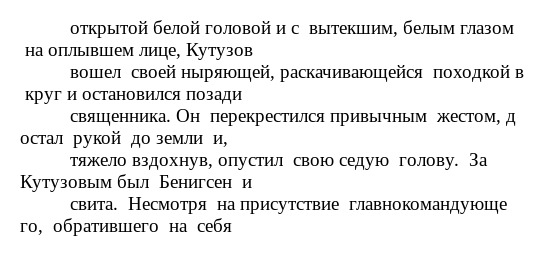 открытой белой головой и с  вытекшим, белым глазом
на оплывшем лице, Кутузов
вошел  своей ныряющей, раскачивающейся  походкой в
круг и остановился позади
священника. Он  перекрестился привычным  жестом, д
остал  рукой  до земли  и,
тяжело вздохнув, опустил  свою седую  голову.  За
Кутузовым был  Бенигсен  и
свита.  Несмотря  на присутствие  главнокомандующе
го,  обратившего  на  себя